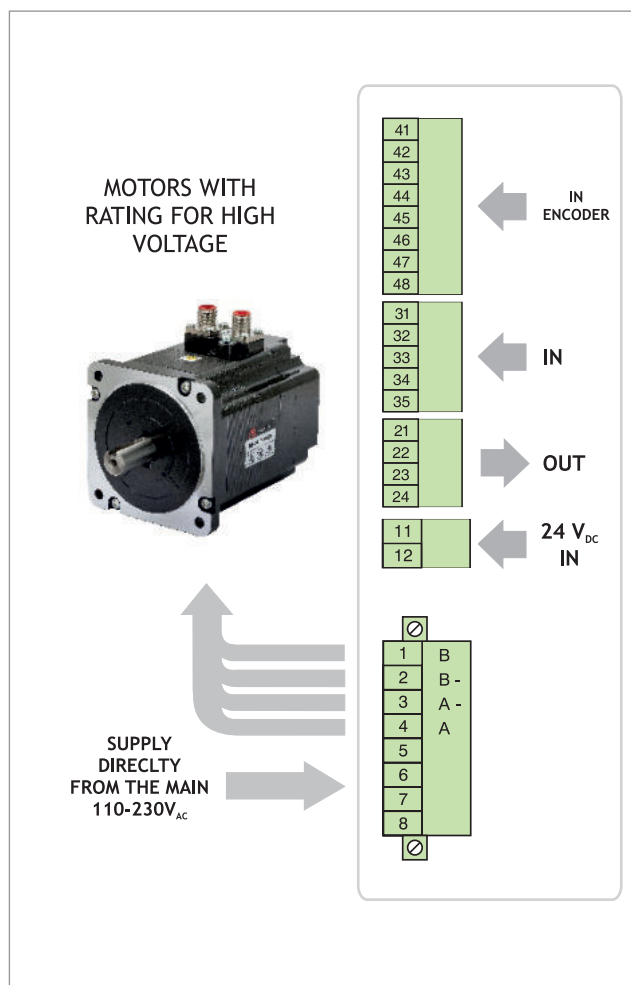 MOTORS WITH
RATING FOR HIGH
VOLTAGE
41
42
43
44
45
46
47
48
IN
ENCODER
31
32
33
34
35
IN
21
22
23
24
OUT
11
12
24 VDC
IN
1 B
2 B -
3 A -
4 A
5
6
7
8
SUPPLY
DIRECLTY
FROM THE MAIN
110-230VAC